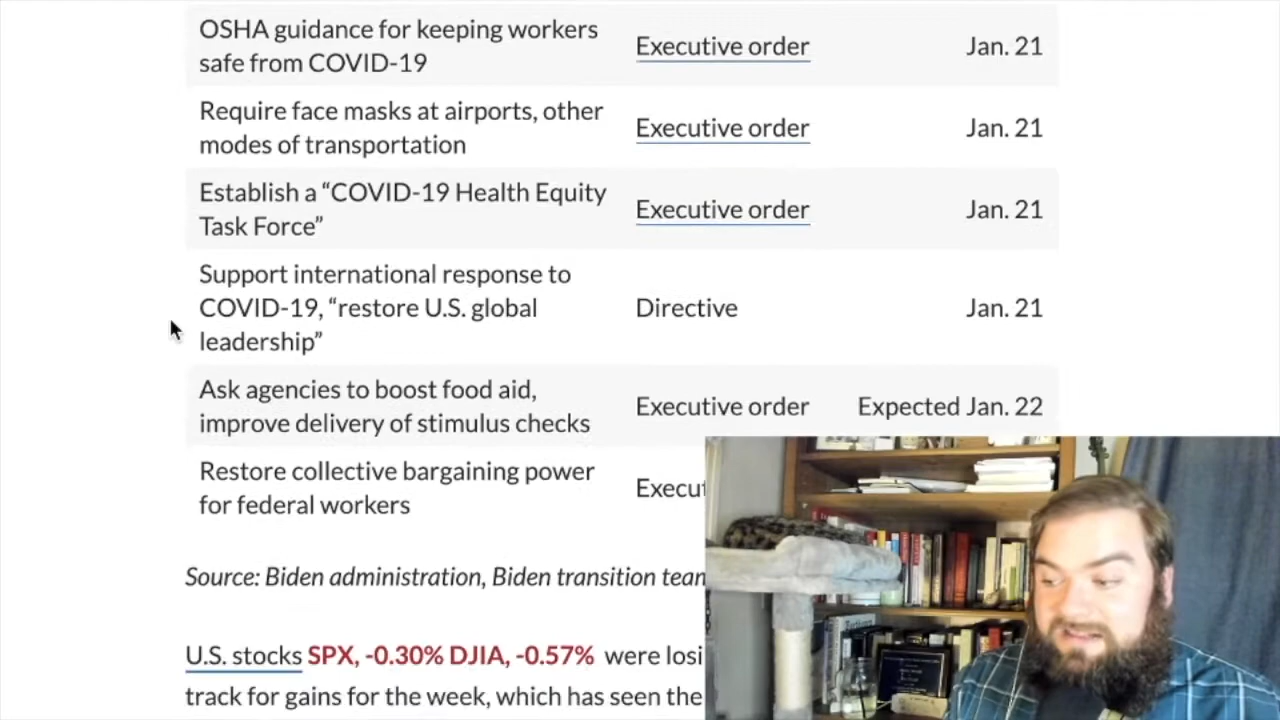 OSHA guidance for keeping workers
safe from COVID-19
Executive order
Jan. 21
Require face masks at airports, other
modes of transportation
Executive order
Jan. 21
Establish a “COVID-19 Health Equity
Task Force”
Executive order
Jan. 21
Support international response to
COVID-19, “restore U.S. global
leadership”
Directive
Jan. 21
Ask agencies to boost food aid,
improve delivery of stimulus checks
Executive order
Expected Jan. 22
Restore collective bargaining power
for federal workers
Source: Biden administration, Biden transition
U.S. stocks SPX, -0.30% DJIA, -0.57% were
track for gains for the week, which has seen the